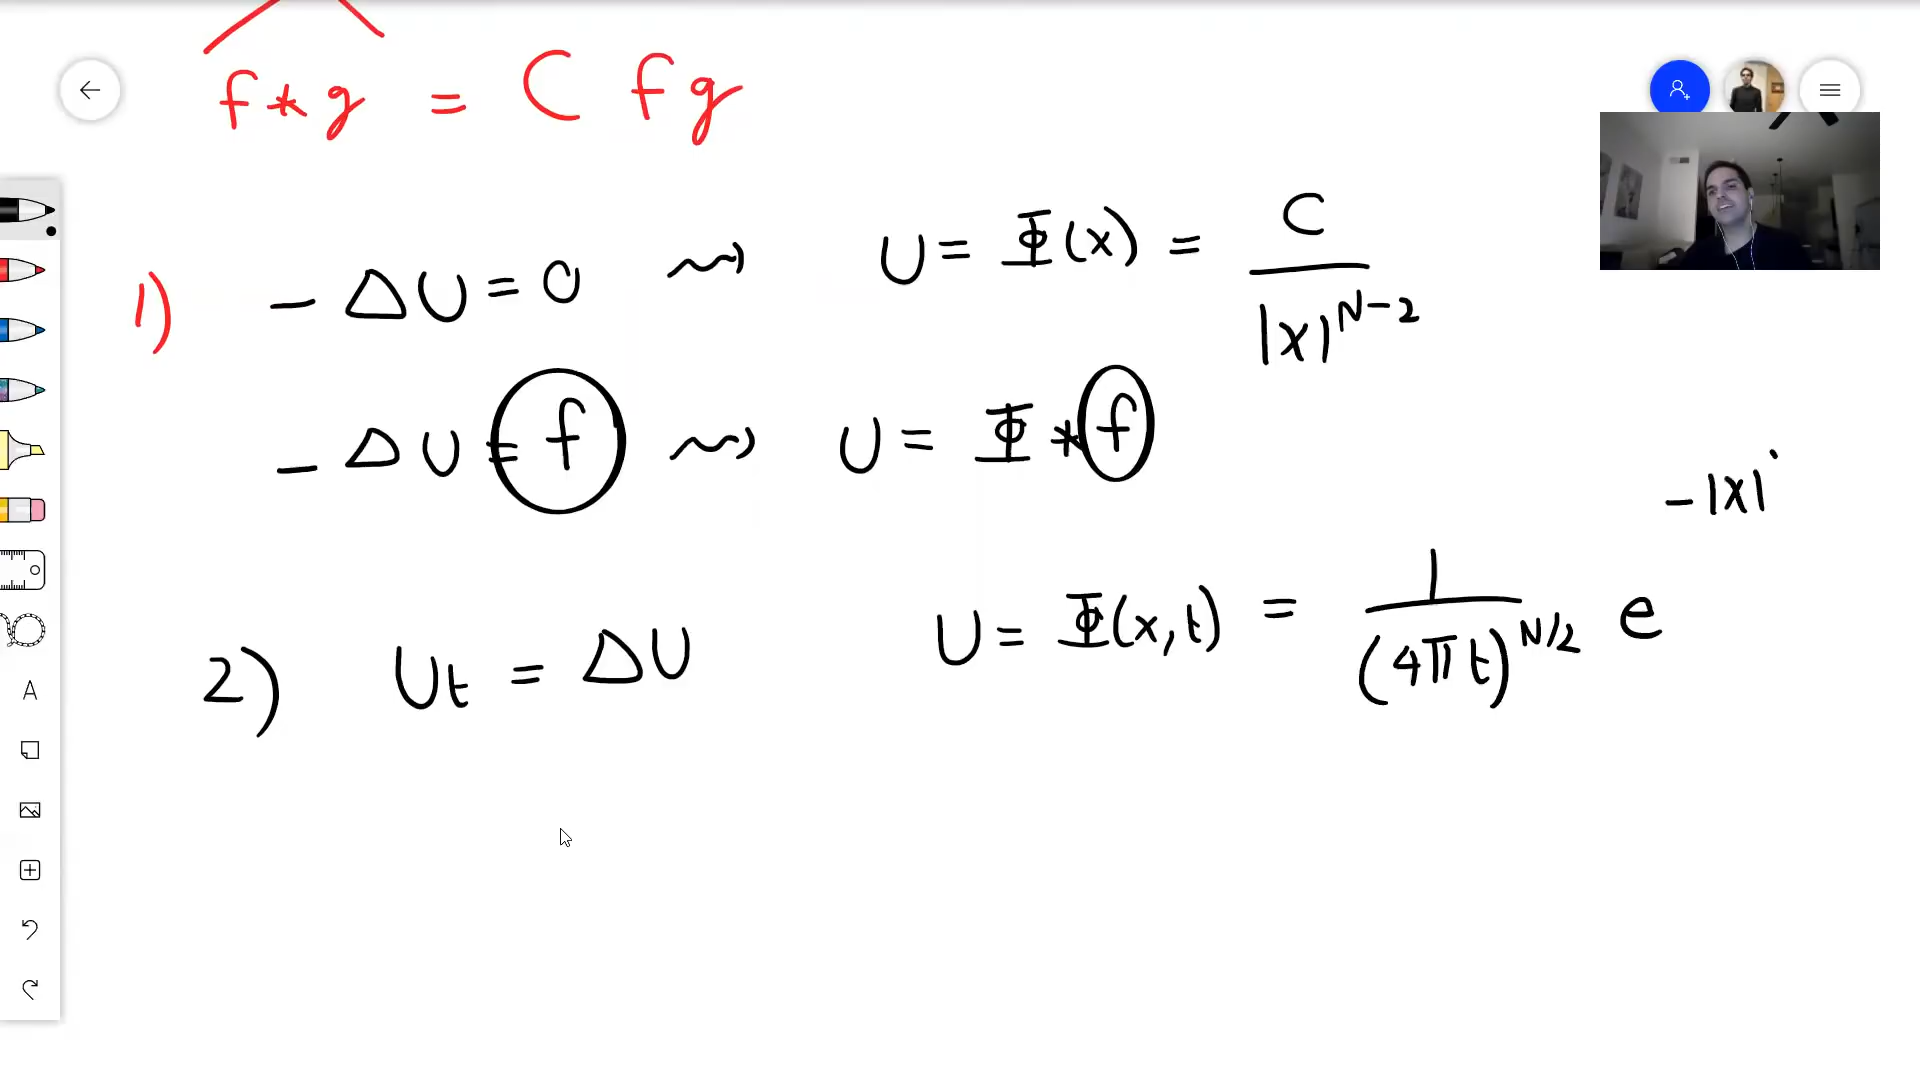 f * g = C f g
1) - ΔU = 0 ⇝ U = Φ(x) = C / |x|^{N-2}
- ΔU = f ⇝ U = Φ * f
2) U_t = ΔU U = Φ(x,t) = 1 / (4πt)^{N/2} e^{-|x|}
A